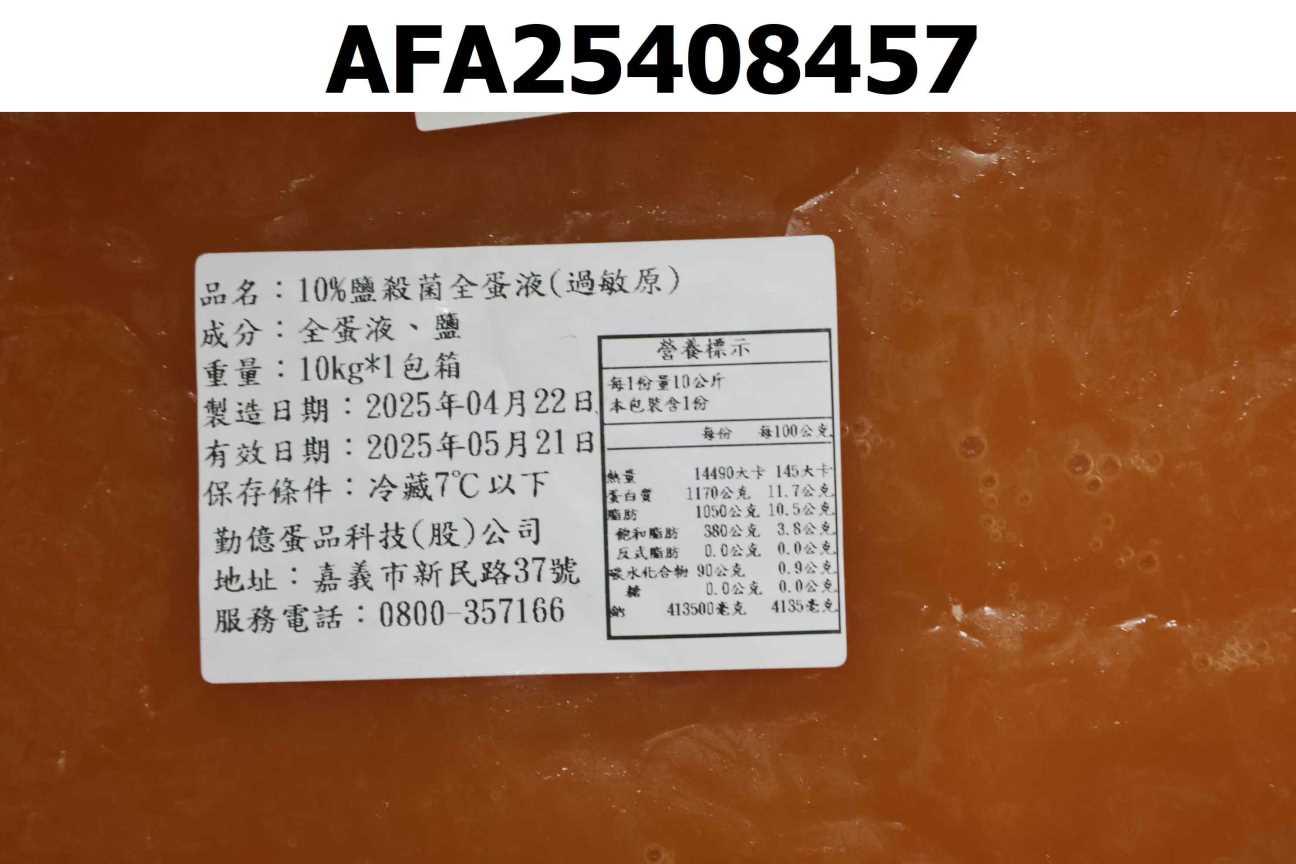 AFA25408457
品名：10%鹽殺菌全蛋液(過敏原)
成分：全蛋液、鹽
重量：10kg*1包箱
製造日期：2025年04月22日
有效日期：2025年05月21日
保存條件：冷藏7℃以下
勤億蛋品科技(股)公司
地址：嘉義市新民路37號
服務電話：0800-357166
營養標示
每1份量10公斤
本包裝含1份
每份 每100公克
熱量 14490大卡 145大卡
蛋白質 1170公克 11.7公克
脂肪 1050公克 10.5公克
飽和脂肪 380公克 3.8公克
反式脂肪 0.0公克 0.0公克
碳水化合物 90公克 0.9公克
糖 0.0公克 0.0公克
鈉 413500毫克 4135毫克